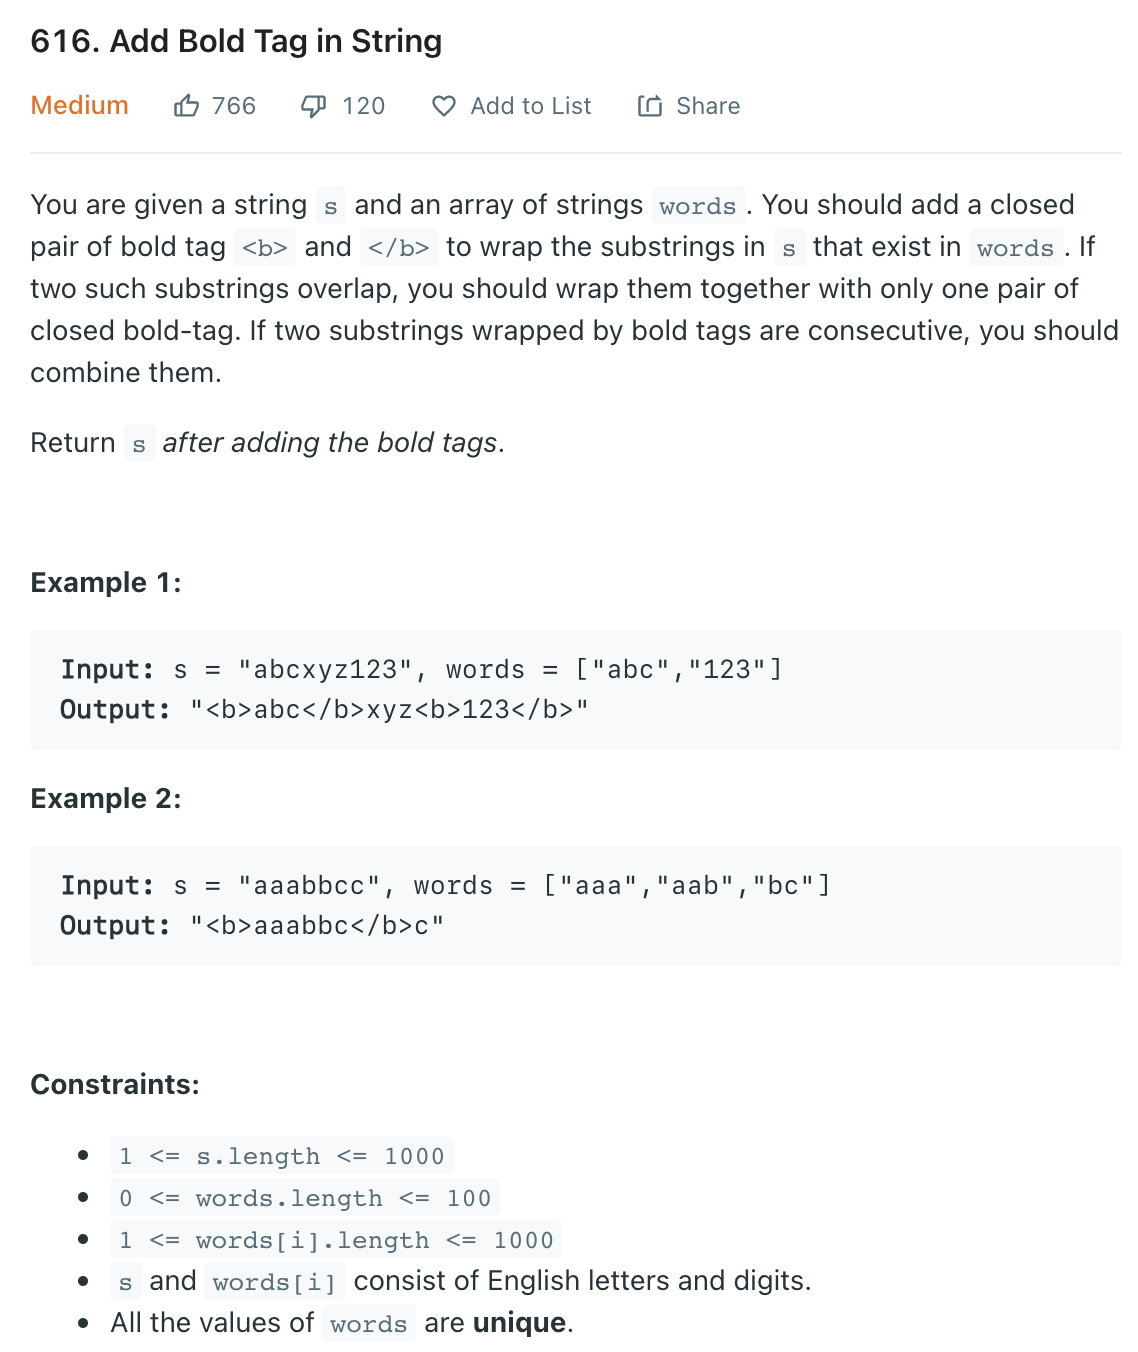 616. Add Bold Tag in String
Medium 766 120 Add to List Share
You are given a string s and an array of strings words . You should add a closed
pair of bold tag <b> and </b> to wrap the substrings in s that exist in words . If
two such substrings overlap, you should wrap them together with only one pair of
closed bold-tag. If two substrings wrapped by bold tags are consecutive, you should
combine them.
Return s after adding the bold tags.
Example 1:
Input: s = "abcxyz123", words = ["abc","123"]
Output: "<b>abc</b>xyz<b>123</b>"
Example 2:
Input: s = "aaabbcc", words = ["aaa","aab","bc"]
Output: "<b>aaabbc</b>c"
Constraints:
• 1 <= s.length <= 1000
• 0 <= words.length <= 100
• 1 <= words[i].length <= 1000
• s and words[i] consist of English letters and digits.
• All the values of words are unique.